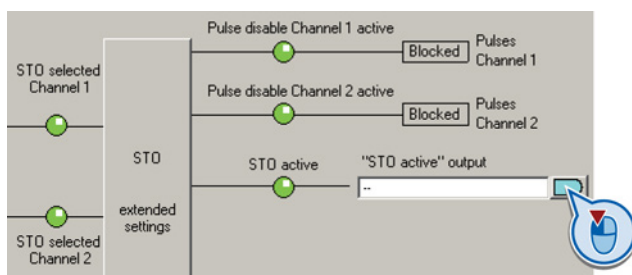 Pulse disable Channel 1 active
Blocked
Pulses
Channel 1
STO selected
Channel 1
Pulse disable Channel 2 active
Blocked
Pulses
Channel 2
STO
extended
settings
STO active
"STO active" output
--
STO selected
Channel 2